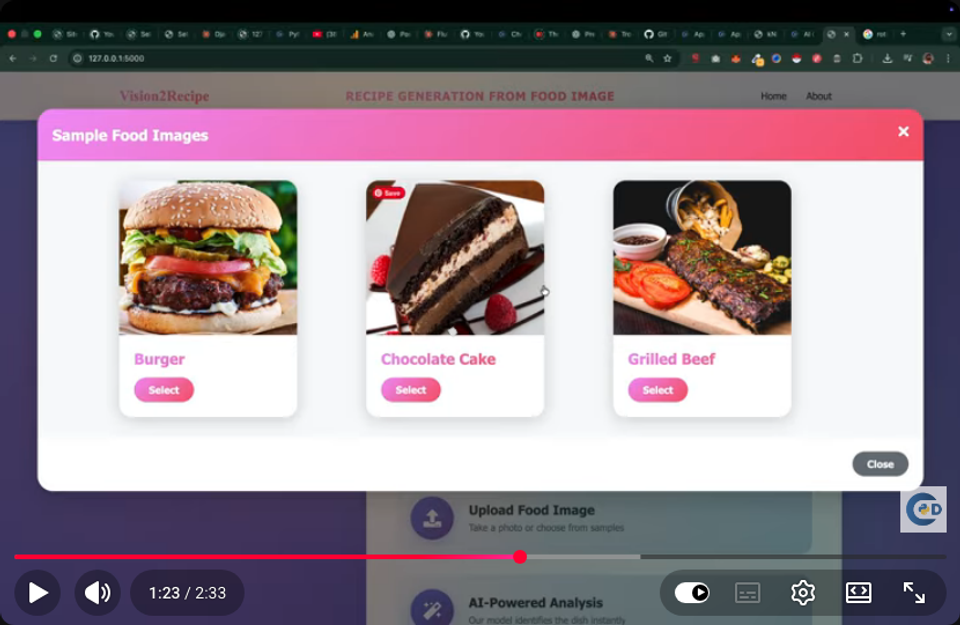 127.0.0.1:5000
Vision2Recipe
RECIPE GENERATION FROM FOOD IMAGE
Home About
Sample Food Images
Save
Burger
Select
Chocolate Cake
Select
Grilled Beef
Select
Close
Upload Food Image
Take a photo or choose from samples
AI-Powered Analysis
Our model identifies the dish instantly
1:23 / 2:33